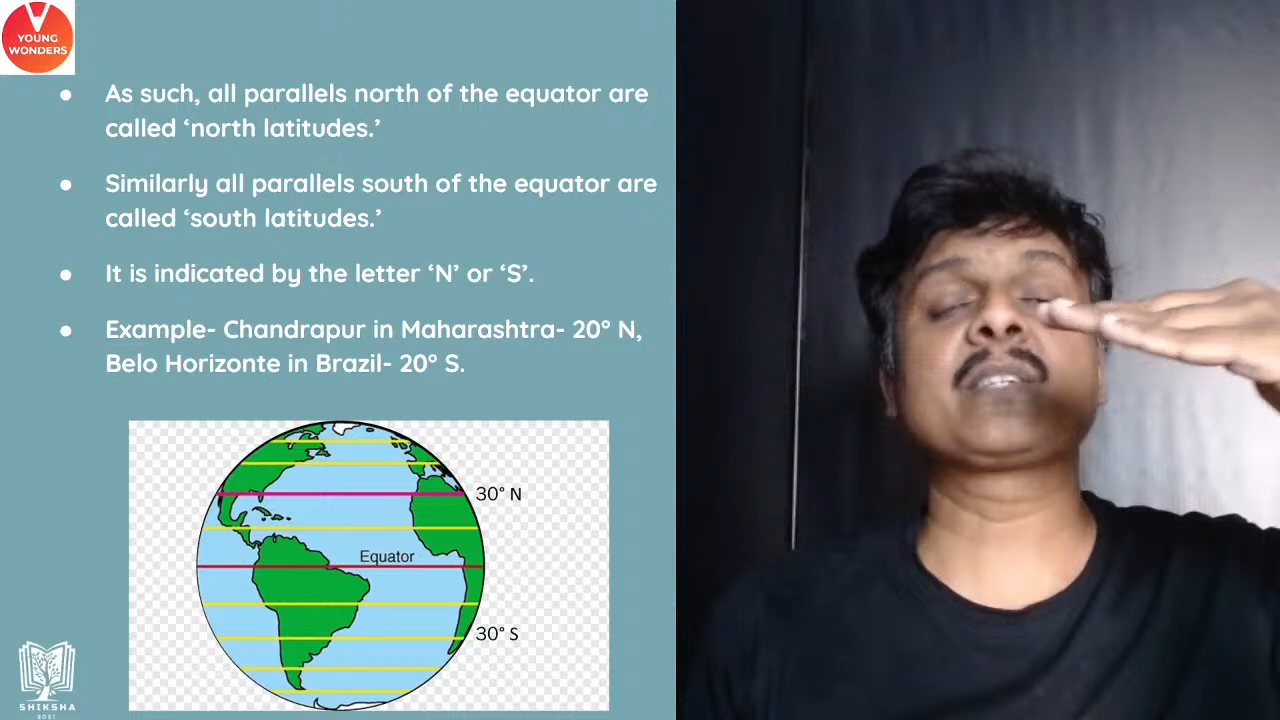 YOUNG
WONDERS
● As such, all parallels north of the equator are
called ‘north latitudes.’
● Similarly all parallels south of the equator are
called ‘south latitudes.’
● It is indicated by the letter ‘N’ or ‘S’.
● Example- Chandrapur in Maharashtra- 20° N,
Belo Horizonte in Brazil- 20° S.
30° N
Equator
30° S
SHIKSHA